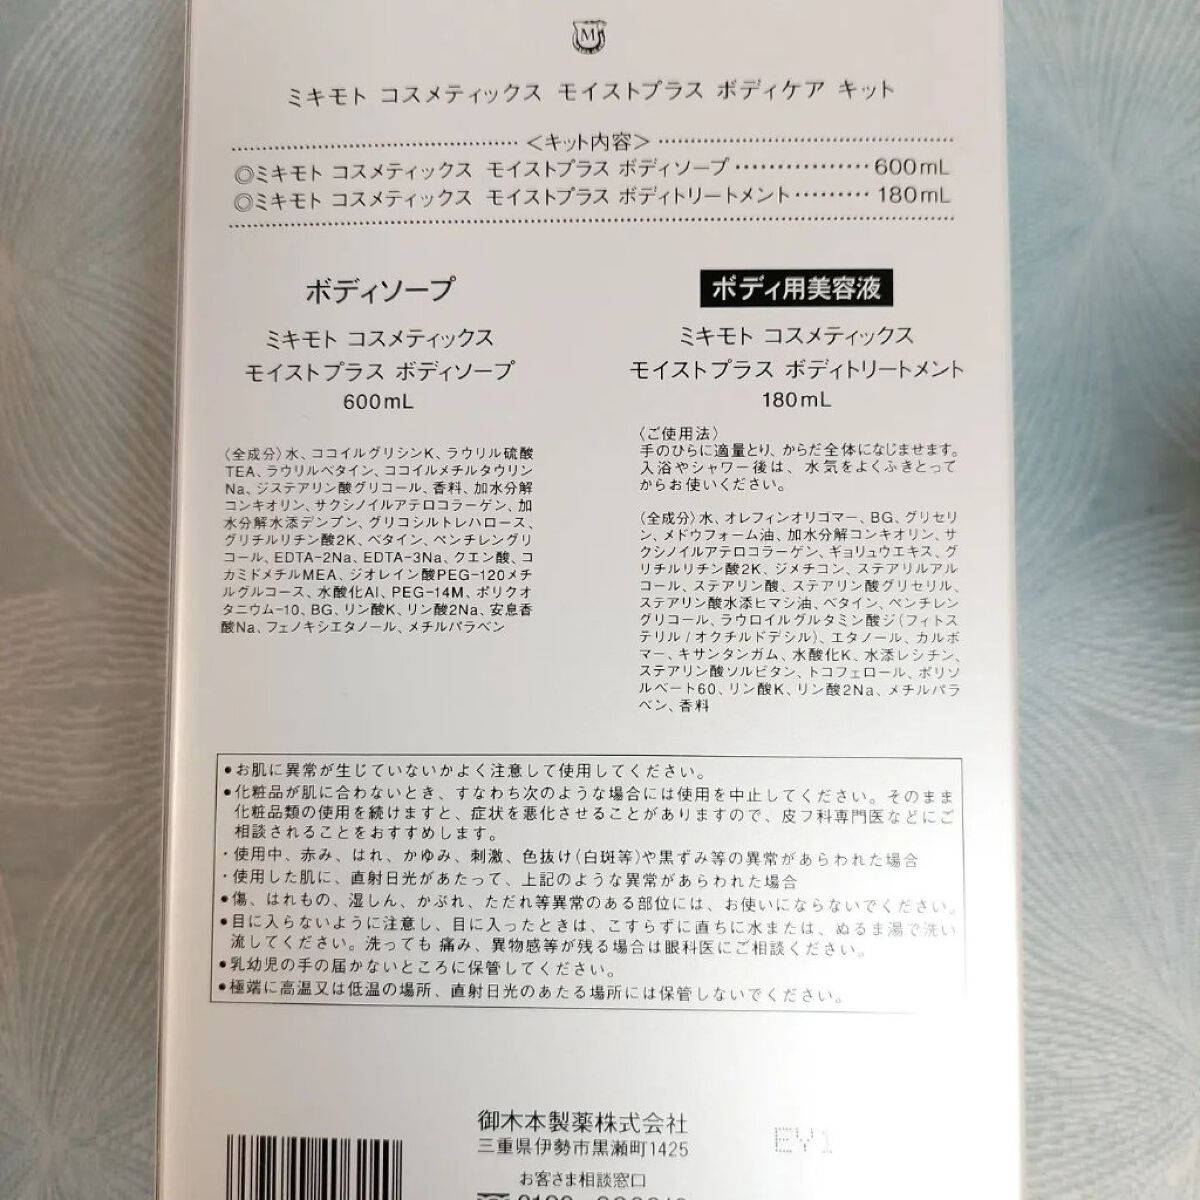 M
ミキモト コスメティックス モイストプラス ボディケア キット
〈キット内容〉
◎ミキモト コスメティックス モイストプラス ボディソープ ・・・・・・・・・・・・・・・ 600mL
◎ミキモト コスメティックス モイストプラス ボディトリートメント ・・・・・・・・・ 180mL
ボディソープ
ミキモト コスメティックス
モイストプラス ボディソープ
600mL
〈全成分〉水、ココイルグリシンK、ラウリル硫酸
TEA、ラウリルベタイン、ココイルメチルタウリン
Na、ジステアリン酸グリコール、香料、加水分解
コンキオリン、サクシノイルアテロコラーゲン、加
水分解水添デンプン、グリコシルトレハロース、
グリチルリチン酸2K、ベタイン、ペンチレングリ
コール、EDTA-2Na、EDTA-3Na、クエン酸、コ
カミドメチルMEA、ジオレイン酸PEG-120メチ
ルグルコース、水酸化Al、PEG-14M、ポリクオ
タニウム-10、BG、リン酸K、リン酸2Na、安息香
酸Na、フェノキシエタノール、メチルパラベン
ボディ用美容液
ミキモト コスメティックス
モイストプラス ボディトリートメント
180mL
〈ご使用法〉
手のひらに適量とり、からだ全体になじませます。
入浴やシャワー後は、水気をよくふきとって
からお使いください。
〈全成分〉水、オレフィンオリゴマー、BG、グリセリ
ン、メドウフォーム油、加水分解コンキオリン、サ
クシノイルアテロコラーゲン、ギョリュウエキス、グ
リチルリチン酸2K、ジメチコン、ステアリルアル
コール、ステアリン酸、ステアリン酸グリセリル、
ステアリン酸水添ヒマシ油、ベタイン、ペンチレン
グリコール、ラウロイルグルタミン酸ジ(フィトス
テリル/オクチルドデシル)、エタノール、カルボ
マー、キサンタンガム、水酸化K、水添レシチン、
ステアリン酸ソルビタン、トコフェロール、ポリソ
ルベート60、リン酸K、リン酸2Na、メチルパラ
ベン、香料
●お肌に異常が生じていないかよく注意して使用してください。
●化粧品が肌に合わないとき、すなわち次のような場合には使用を中止してください。そのまま
化粧品類の使用を続けますと、症状を悪化させることがありますので、皮フ科専門医などにご
相談されることをおすすめします。
・使用中、赤み、はれ、かゆみ、刺激、色抜け(白斑等)や黒ずみ等の異常があらわれた場合
・使用した肌に、直射日光があたって、上記のような異常があらわれた場合
●傷、はれもの、湿しん、かぶれ、ただれ等異常のある部位には、お使いにならないでください。
●目に入らないように注意し、目に入ったときは、こすらずに直ちに水または、ぬるま湯で洗い
流してください。洗っても 痛み、異物感等が残る場合は眼科医にご相談ください。
●乳幼児の手の届かないところに保管してください。
●極端に高温又は低温の場所、直射日光のあたる場所には保管しないでください。
御木本製薬株式会社
三重県伊勢市黒瀬町1425
お客さま相談窓口
EY1